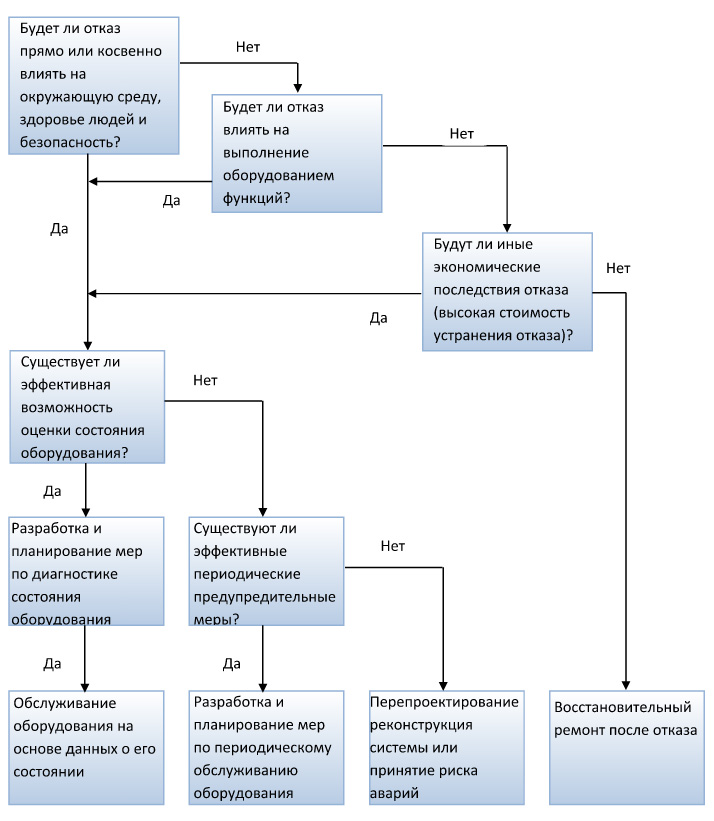 Будет ли отказ
прямо или косвенно
влиять на
окружающую среду,
здоровье людей и
безопасность?
Нет
Будет ли отказ
влиять на
выполнение
оборудованием
функций?
Нет
Да
Да
Будут ли иные
экономические
последствия отказа
(высокая стоимость
устранения отказа)?
Нет
Да
Существует ли
эффективная
возможность
оценки состояния
оборудования?
Нет
Да
Разработка и
планирование мер
по диагностике
состояния
оборудования
Существуют ли
эффективные
периодические
предупредительные
меры?
Нет
Да
Да
Обслуживание
оборудования на
основе данных о его
состоянии
Разработка и
планирование мер
по периодическому
обслуживанию
оборудования
Перепроектирование
реконструкция
системы или
принятие риска
аварий
Восстановительный
ремонт после отказа